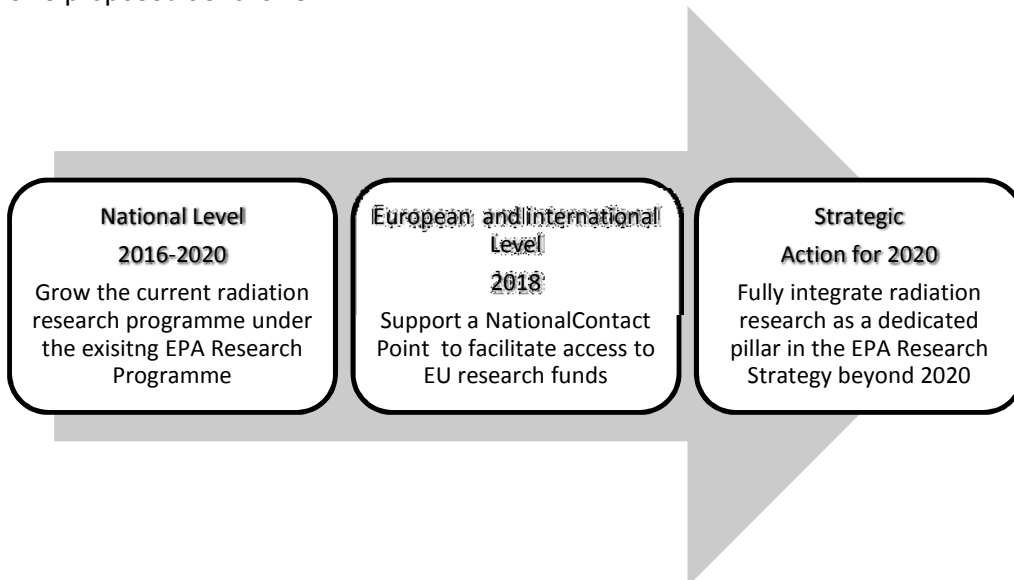 National Level
2016-2020
Grow the current radiation
research programme under
the exisitng EPA Research
Programme
European and international
Level
2018
Support a NationalContact
Point to facilitate access to
EU research funds
Strategic
Action for 2020
Fully integrate radiation
research as a dedicated
pillar in the EPA Research
Strategy beyond 2020